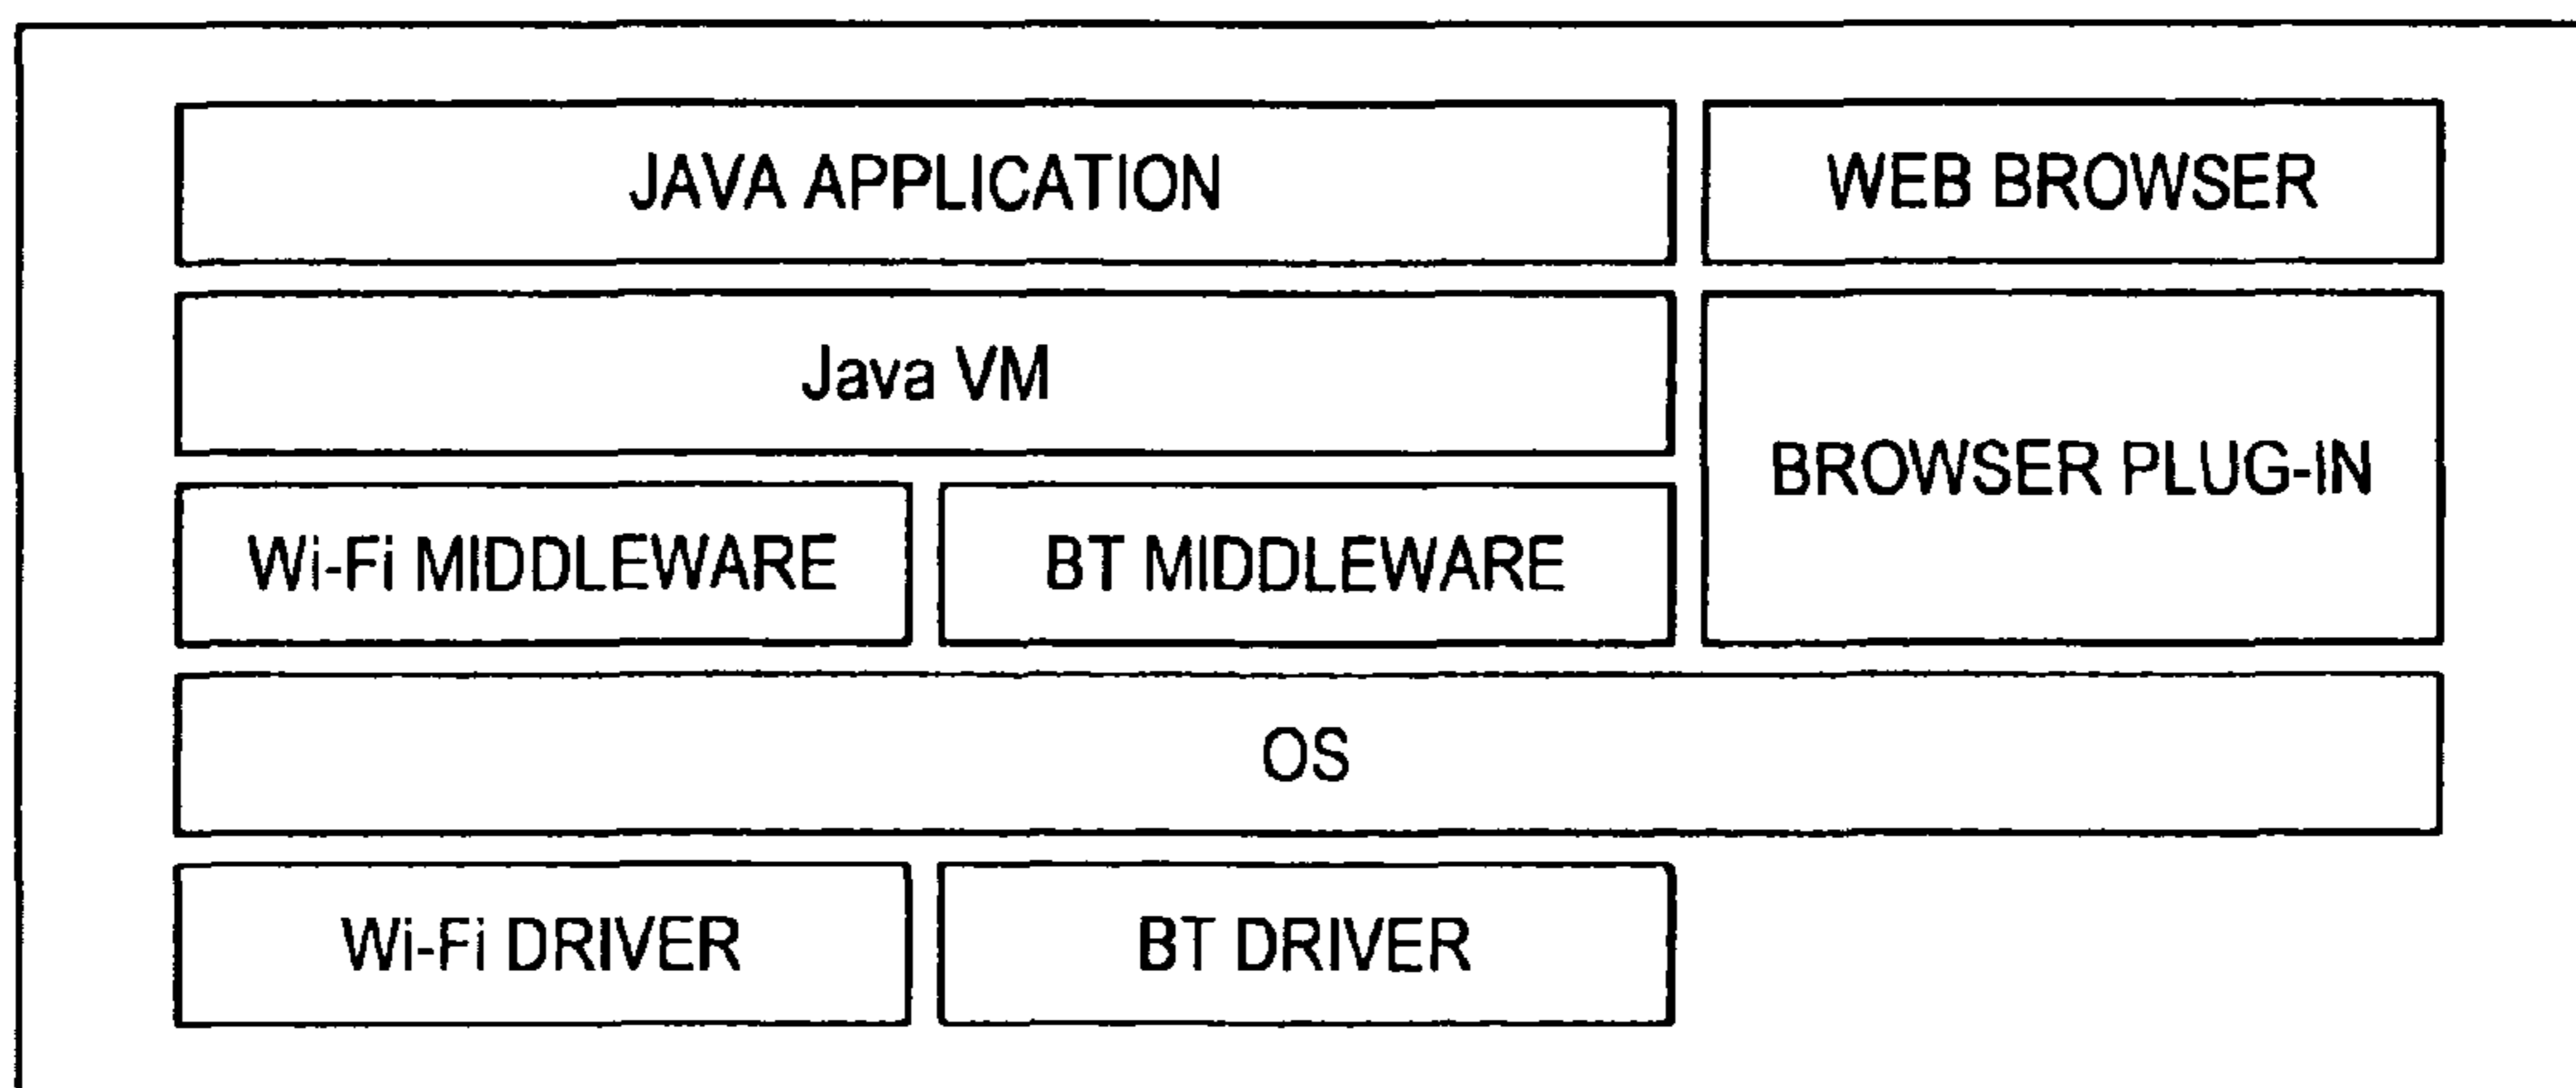 JAVA APPLICATION
WEB BROWSER
Java VM
BROWSER PLUG-IN
Wi-Fi MIDDLEWARE
BT MIDDLEWARE
OS
Wi-Fi DRIVER
BT DRIVER